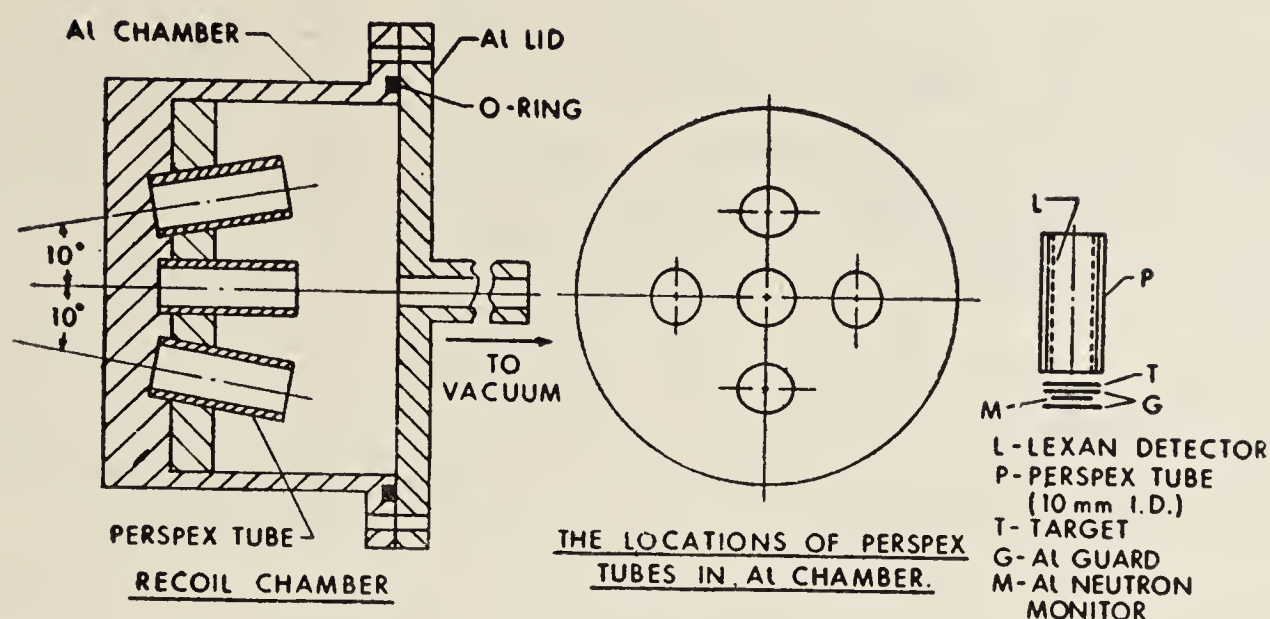 Al CHAMBER
Al LID
O-RING
10°
10°
TO
VACUUM
PERSPEX TUBE
RECOIL CHAMBER
THE LOCATIONS OF PERSPEX
TUBES IN Al CHAMBER.
L
P
T
M
G
L-LEXAN DETECTOR
P-PERSPEX TUBE
(10 mm I.D.)
T-TARGET
G-Al GUARD
M-Al NEUTRON
MONITOR